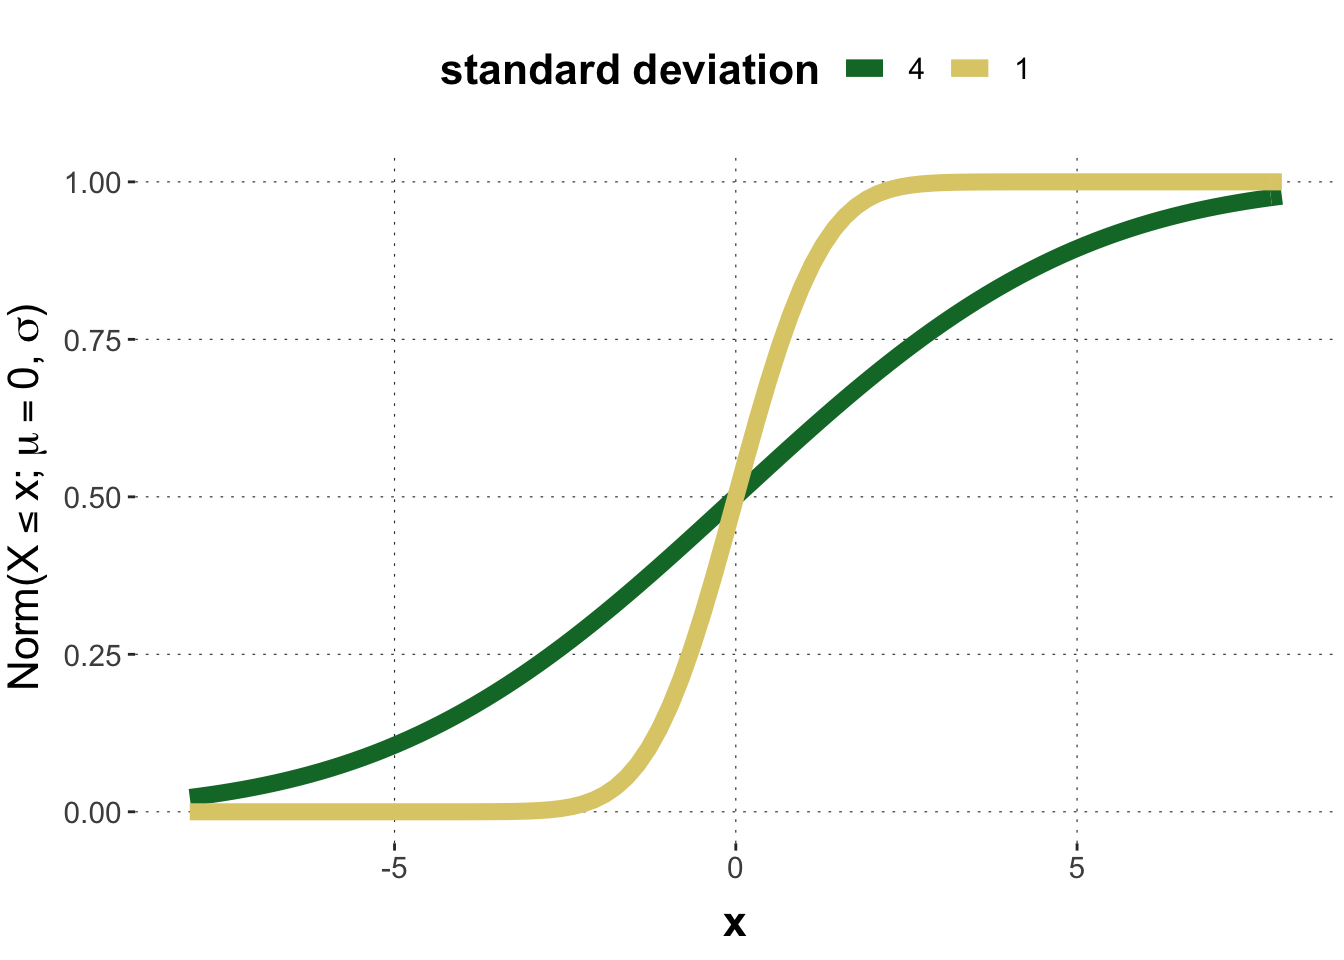 standard deviation 4 1
1.00
0.75
0.50
0.25
0.00
Norm(X ≤ x; μ = 0, σ)
-5 0 5
x